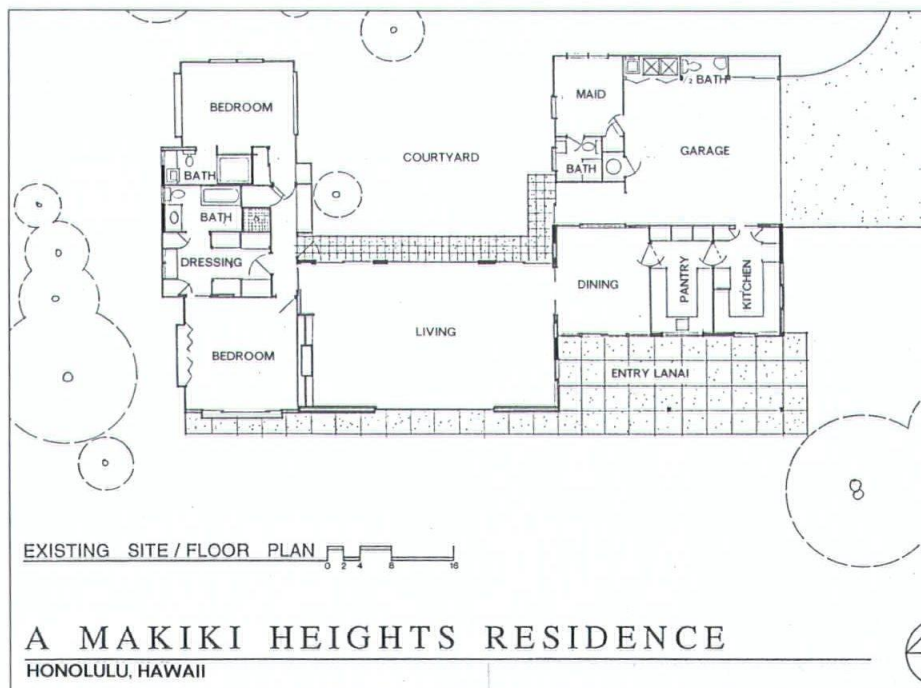 BEDROOM
MAID
1/2 BATH
COURTYARD
GARAGE
BATH
BATH
BATH
DRESSING
DINING
PANTRY
KITCHEN
LIVING
BEDROOM
ENTRY LANAI
EXISTING SITE / FLOOR PLAN
0 2 4 8 16
A MAKIKI HEIGHTS RESIDENCE
HONOLULU, HAWAII